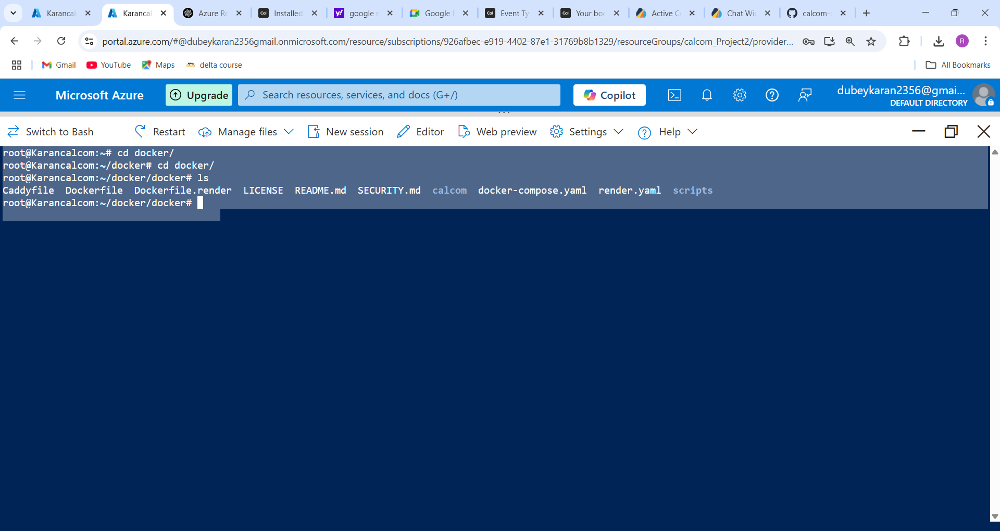 Karancal
Karancal
Azure Re
Cal Installed
y! google r
Google
Cal Event Ty
Cal Your boo
Active C
Chat Wi
calcom-
portal.azure.com/#@dubeykaran2356gmail.onmicrosoft.com/resource/subscriptions/926afbec-e919-4402-87e1-31769b8b1329/resourceGroups/calcom_Project2/provider...
R
Gmail
YouTube
Maps
delta course
All Bookmarks
Microsoft Azure
Upgrade
Search resources, services, and docs (G+/)
Copilot
dubeykaran2356@gmai...
DEFAULT DIRECTORY
Switch to Bash
Restart
Manage files
New session
Editor
Web preview
Settings
Help
root@Karancalcom:~# cd docker/
root@Karancalcom:~/docker# cd docker/
root@Karancalcom:~/docker/docker# ls
Caddyfile Dockerfile Dockerfile.render LICENSE README.md SECURITY.md calcom docker-compose.yaml render.yaml scripts
root@Karancalcom:~/docker/docker#